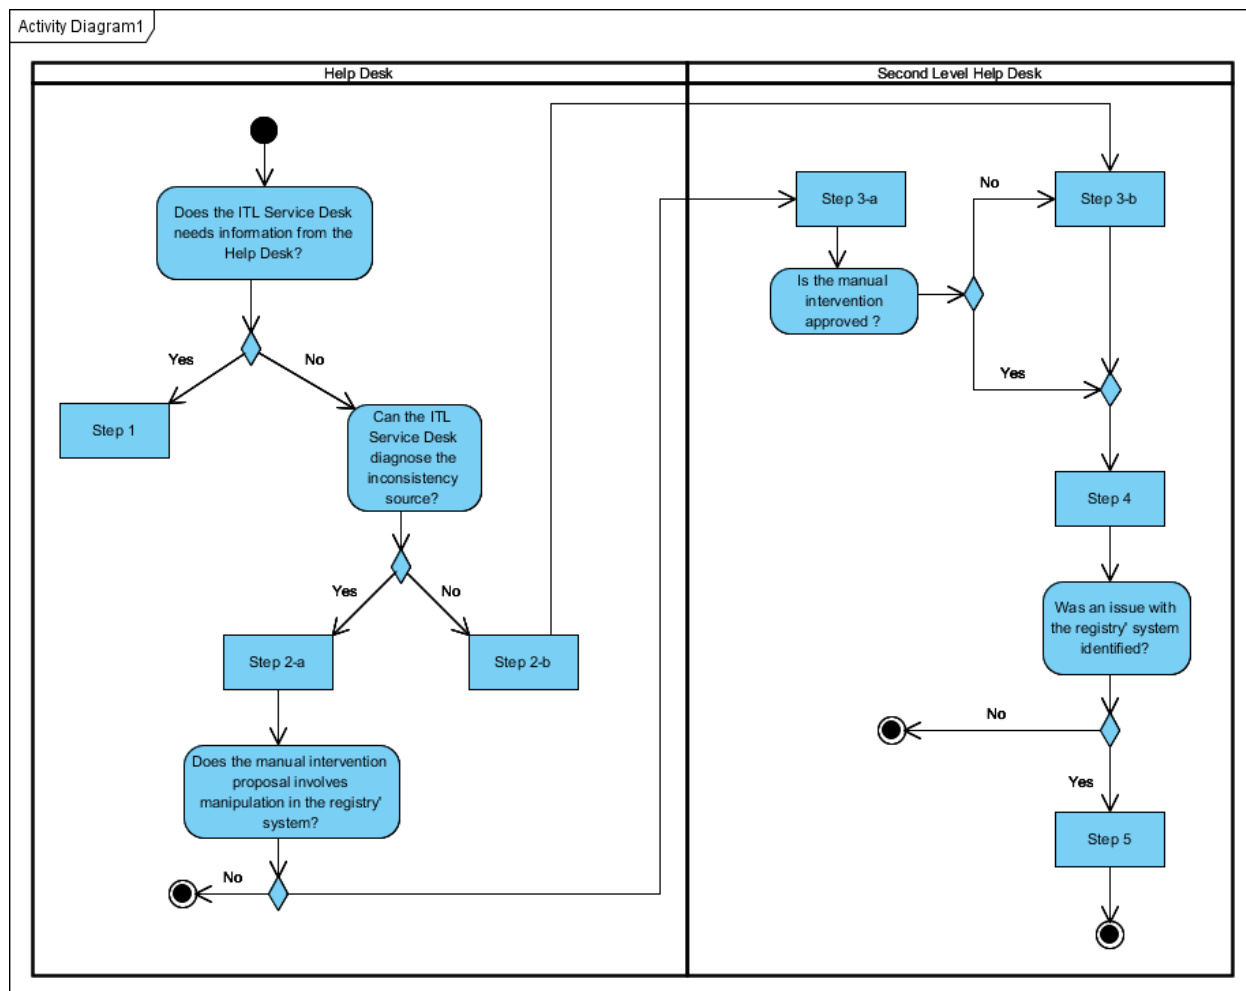 Activity Diagram1
Help Desk
Second Level Help Desk
Does the ITL Service Desk
needs information from the
Help Desk?
Yes
No
Step 1
Can the ITL
Service Desk
diagnose the
inconsistency
source?
Yes
No
Step 2-a
Step 2-b
Does the manual intervention
proposal involves
manipulation in the registry'
system?
No
Step 3-a
No
Step 3-b
Is the manual
intervention
approved ?
Yes
Step 4
Was an issue with
the registry' system
identified?
No
Yes
Step 5